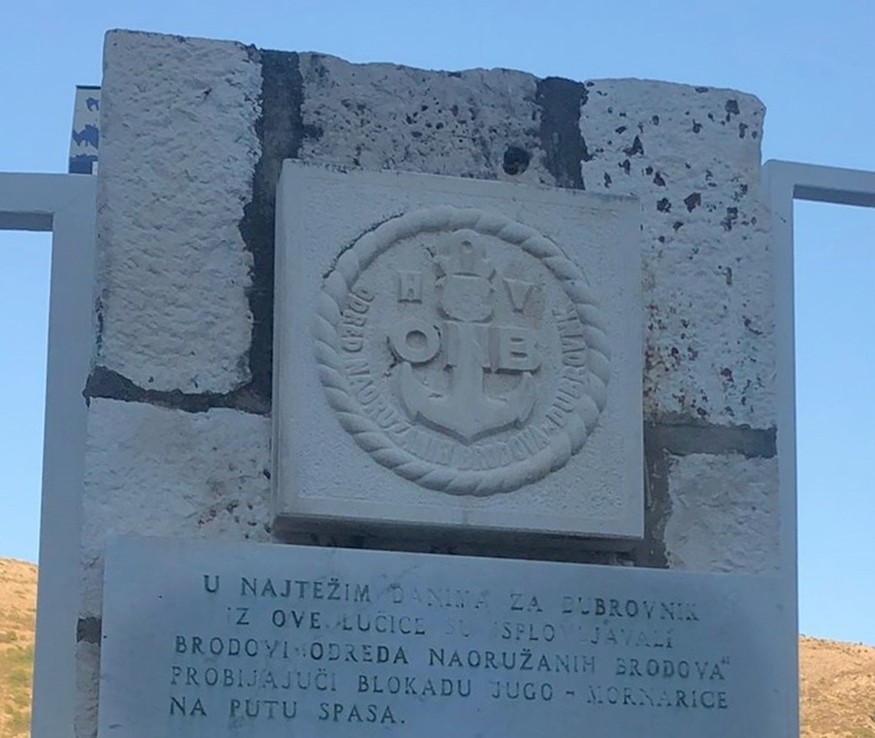 H V
ONB
ODRED NAORUŽANIH BRODOVA • DUBROVNIK
U NAJTEŽIM DANIMA ZA DUBROVNIK
IZ OVE LUČICE SU ISPLOVLJAVALI
BRODOVI „ODREDA NAORUŽANIH BRODOVA“
PROBIJAJUĆI BLOKADU JUGO - MORNARICE
NA PUTU SPASA.